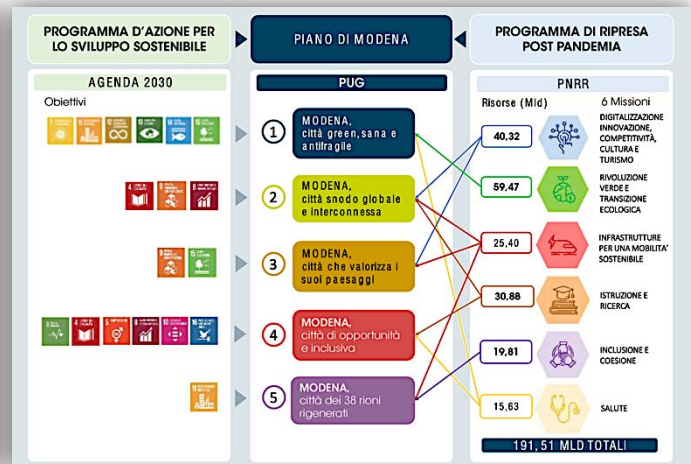 PROGRAMMA D'AZIONE PER
LO SVILUPPO SOSTENIBILE
PIANO DI MODENA
PROGRAMMA DI RIPRESA
POST PANDEMIA
AGENDA 2030
PUG
PNRR
Obiettivi
Risorse (Mld)
6 Missioni
1
MODENA,
città green,sana e
antifragile
2
MODENA,
città snodo globale
e interconnessa
3
MODENA,
città che valorizza i
suoi paesaggi
4
MODENA,
città di opportunità
e inclusiva
5
MODENA,
città dei 38 rioni
rigenerati
40,32
DIGITALIZZAZIONE
INNOVAZIONE,
COMPETITIVITÀ,
CULTURA E
TURISMO
59,47
RIVOLUZIONE
VERDE E
TRANSIZIONE
ECOLOGICA
25,40
INFRASTRUTTURE
PER UNA MOBILITA'
SOSTENIBILE
30,88
ISTRUZIONE E
RICERCA
19,81
INCLUSIONE E
COESIONE
15,63
SALUTE
191,51 MLD TOTALI